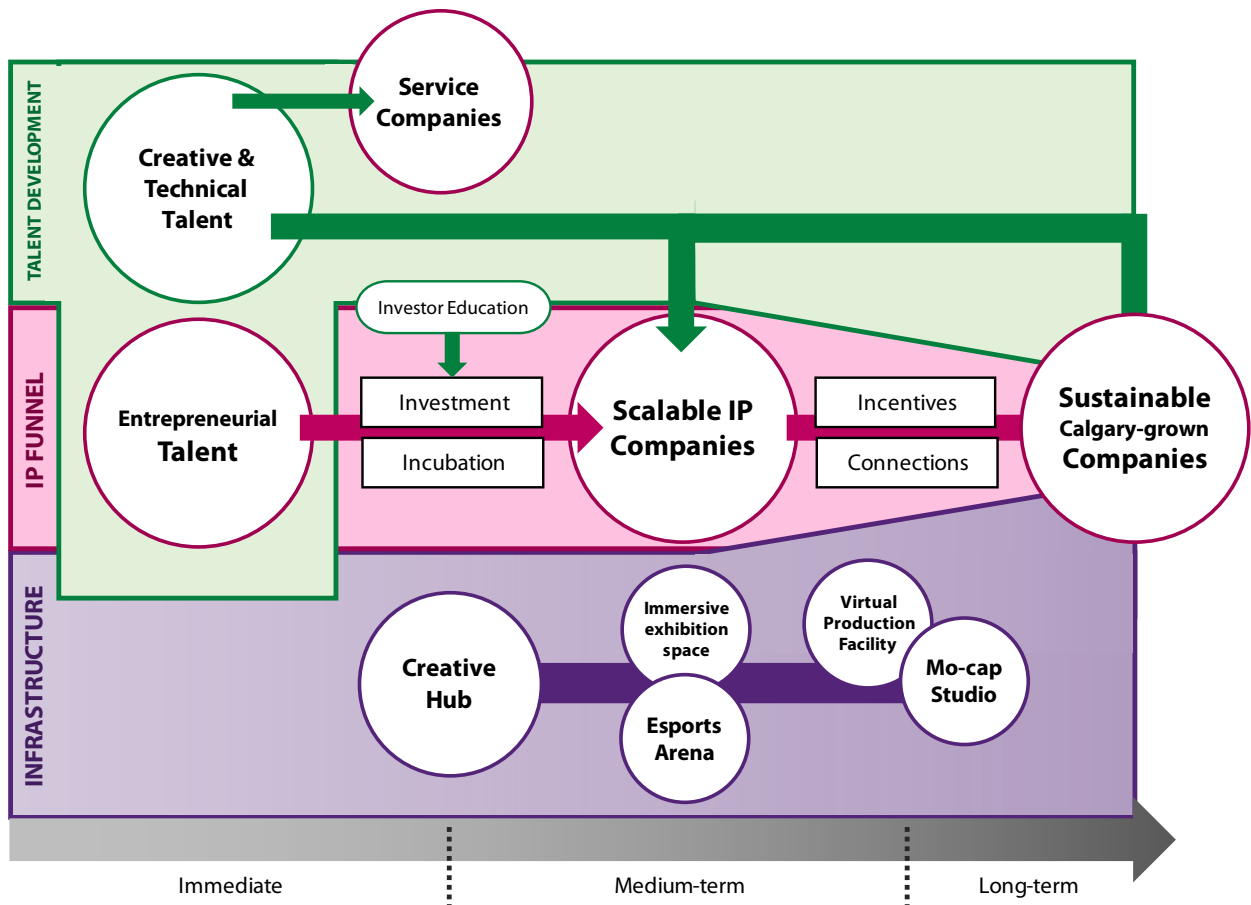 TALENT DEVELOPMENT
Service
Companies
Creative &
Technical
Talent
IP FUNNEL
Investor Education
Entrepreneurial
Talent
Investment
Incubation
Scalable IP
Companies
Incentives
Connections
Sustainable
Calgary-grown
Companies
INFRASTRUCTURE
Creative
Hub
Immersive
exhibition
space
Esports
Arena
Virtual
Production
Facility
Mo-cap
Studio
Immediate
Medium-term
Long-term